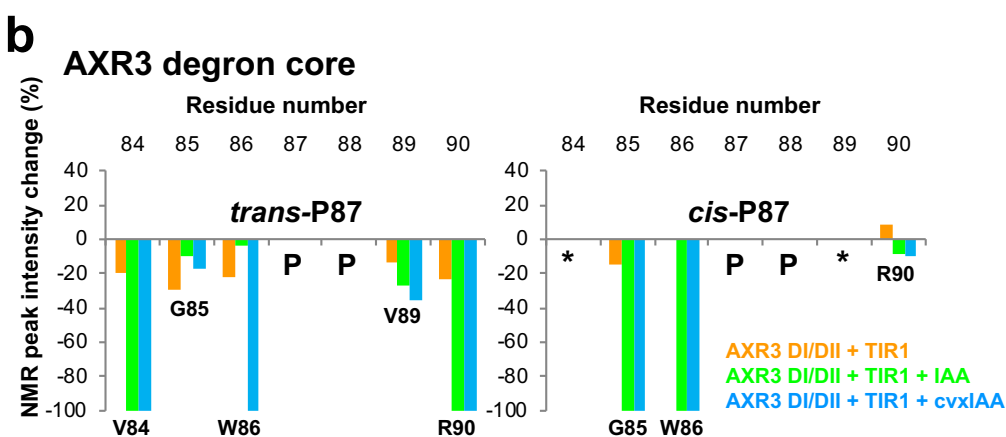 b
AXR3 degron core
NMR peak intensity change (%)
Residue number
84 85 86 87 88 89 90
40
20
0
-20
-40
-60
-80
-100
trans-P87
P P
G85
V89
V84 W86 R90
Residue number
84 85 86 87 88 89 90
40
20
0
-20
-40
-60
-80
-100
cis-P87
* P P *
R90
G85 W86
AXR3 DI/DII + TIR1
AXR3 DI/DII + TIR1 + IAA
AXR3 DI/DII + TIR1 + cvxIAA